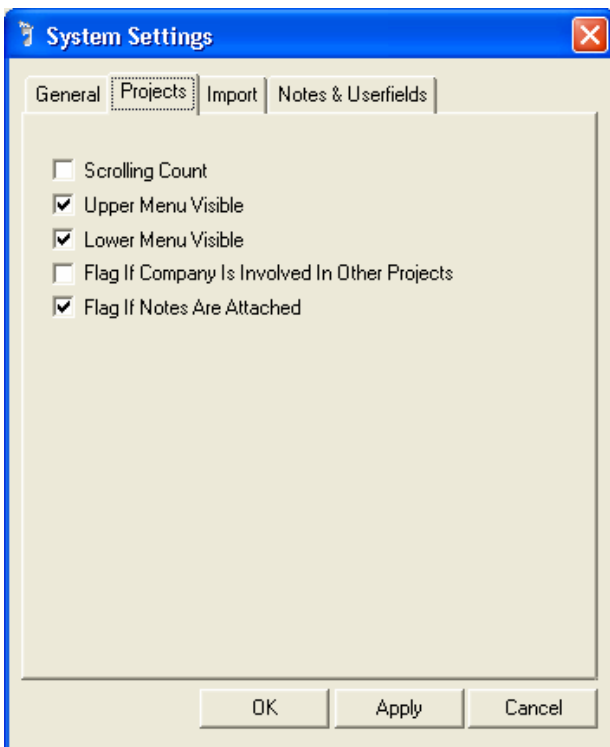 System Settings
General Projects Import Notes & Userfields
Scrolling Count
Upper Menu Visible
Lower Menu Visible
Flag If Company Is Involved In Other Projects
Flag If Notes Are Attached
OK Apply Cancel